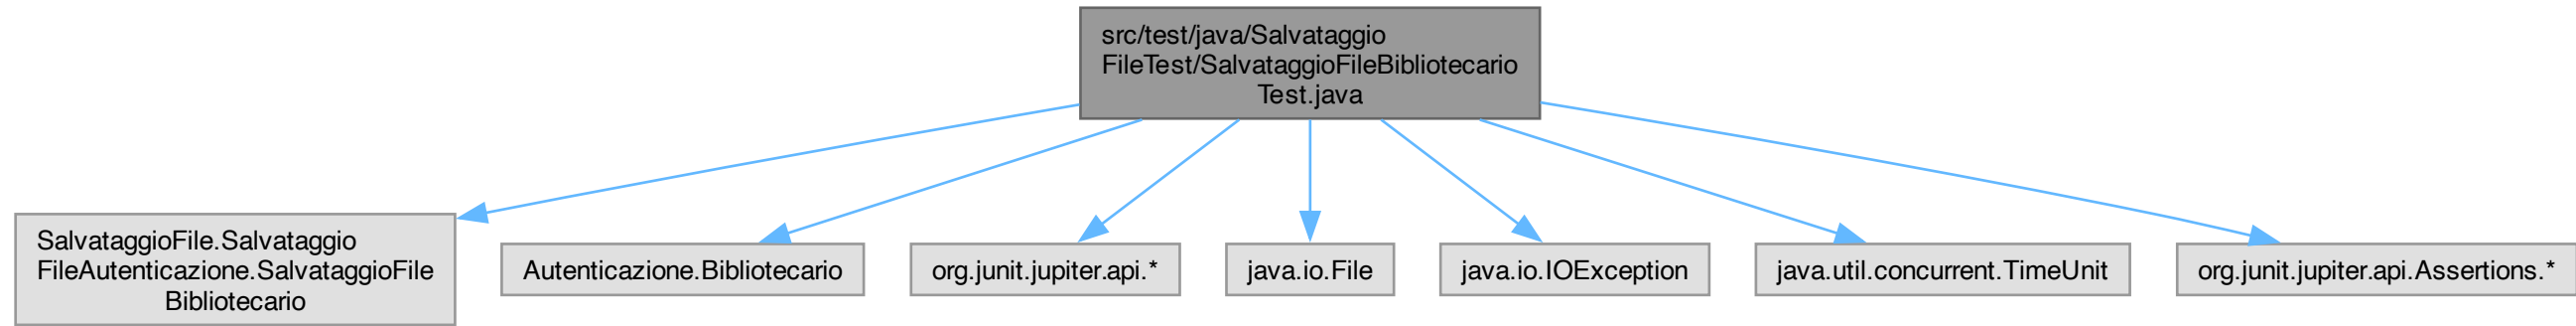 src/test/java/Salvataggio
FileTest/SalvataggioFileBibliotecario
Test.java
SalvataggioFile.Salvataggio
FileAutenticazione.SalvataggioFile
Bibliotecario
Autenticazione.Bibliotecario
org.junit.jupiter.api.*
java.io.File
java.io.IOException
java.util.concurrent.TimeUnit
org.junit.jupiter.api.Assertions.*